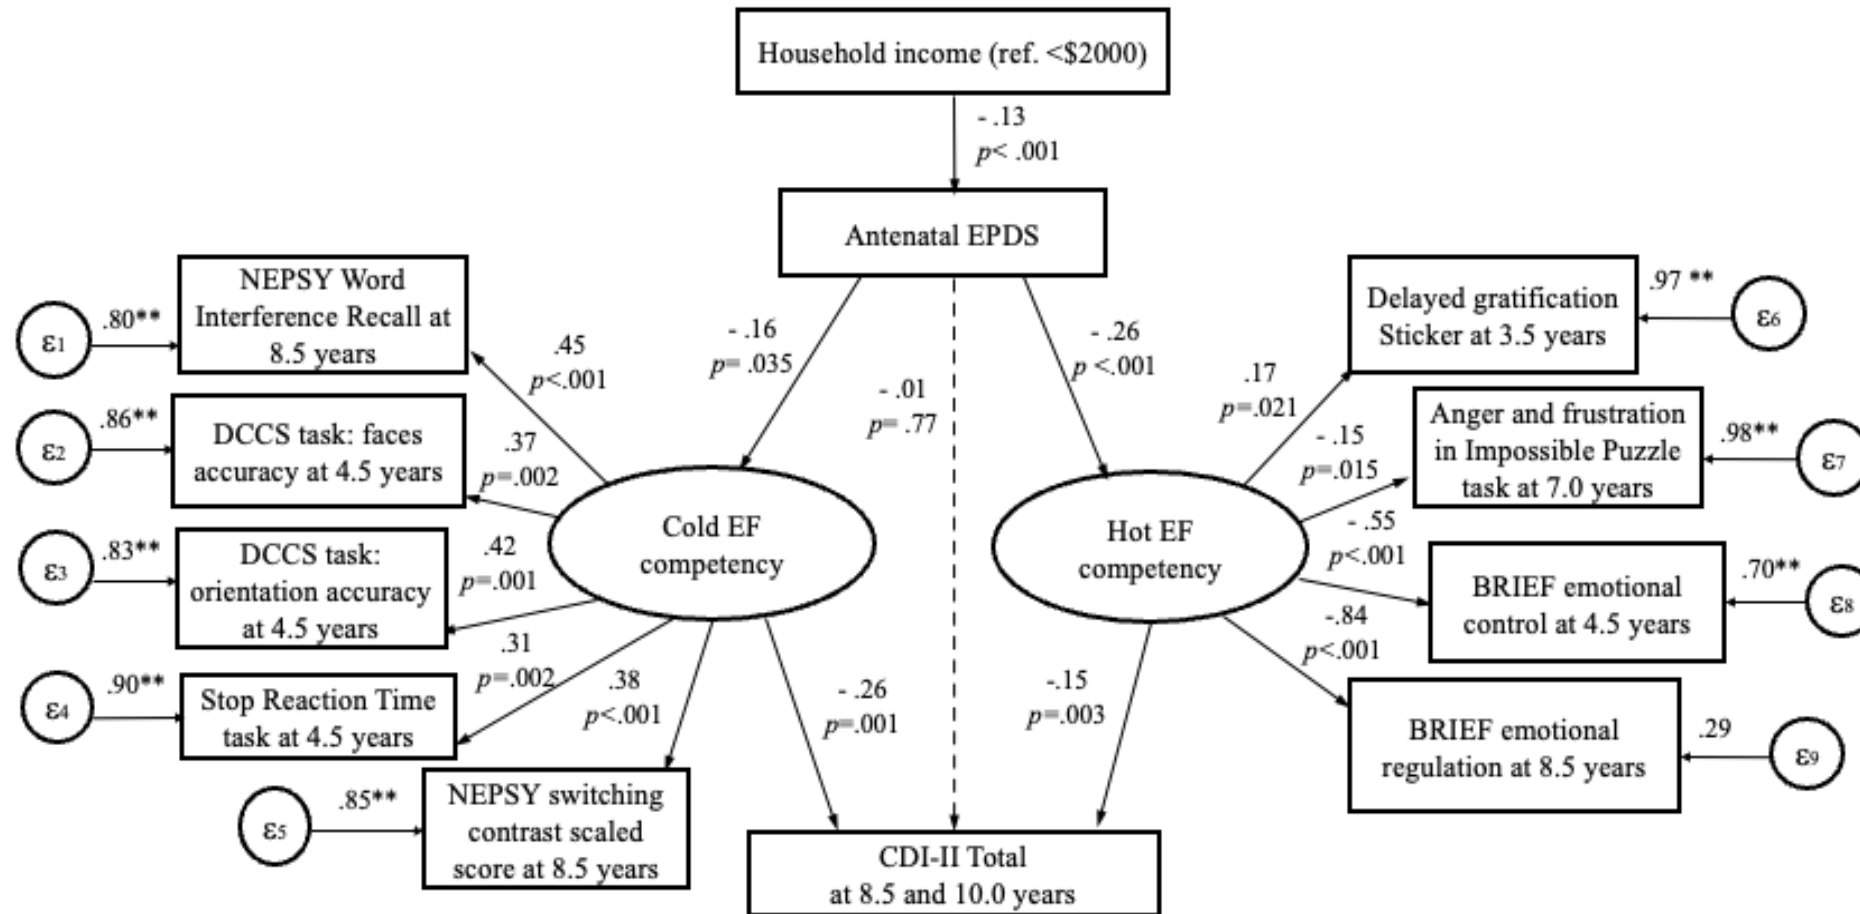 Household income (ref. <$2000)
- .13
p< .001
Antenatal EPDS
NEPSY Word
Interference Recall at
8.5 years
ε1
.80**
.45
p<.001
- .16
p= .035
- .01
p= .77
- .26
p <.001
Delayed gratification
Sticker at 3.5 years
.97 **
ε6
.17
p=.021
DCCS task: faces
accuracy at 4.5 years
ε2
.86**
.37
p=.002
Anger and frustration
in Impossible Puzzle
task at 7.0 years
.98**
ε7
- .15
p=.015
Cold EF
competency
Hot EF
competency
DCCS task:
orientation accuracy
at 4.5 years
ε3
.83**
.42
p=.001
- .55
p<.001
BRIEF emotional
control at 4.5 years
.70**
ε8
Stop Reaction Time
task at 4.5 years
ε4
.90**
.31
p=.002
.38
p<.001
- .26
p=.001
-.15
p=.003
-.84
p<.001
BRIEF emotional
regulation at 8.5 years
.29
ε9
NEPSY switching
contrast scaled
score at 8.5 years
ε5
.85**
CDI-II Total
at 8.5 and 10.0 years